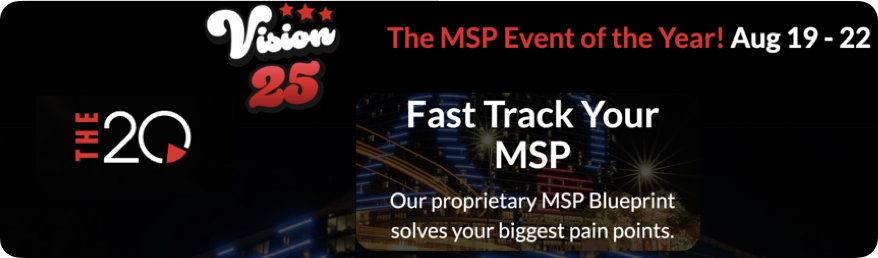 Vision
25
The MSP Event of the Year! Aug 19 - 22
THE
20
Fast Track Your
MSP
Our proprietary MSP Blueprint
solves your biggest pain points.